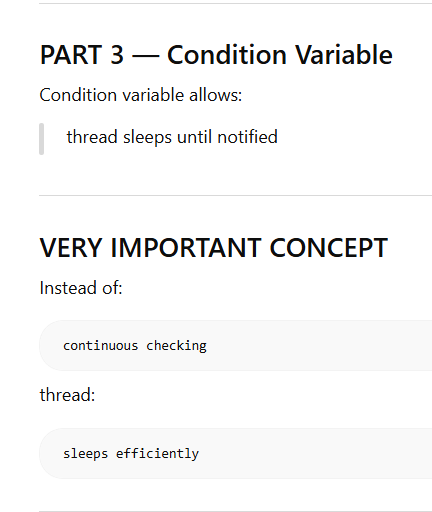 PART 3 — Condition Variable
Condition variable allows:
thread sleeps until notified
VERY IMPORTANT CONCEPT
Instead of:
continuous checking
thread:
sleeps efficiently